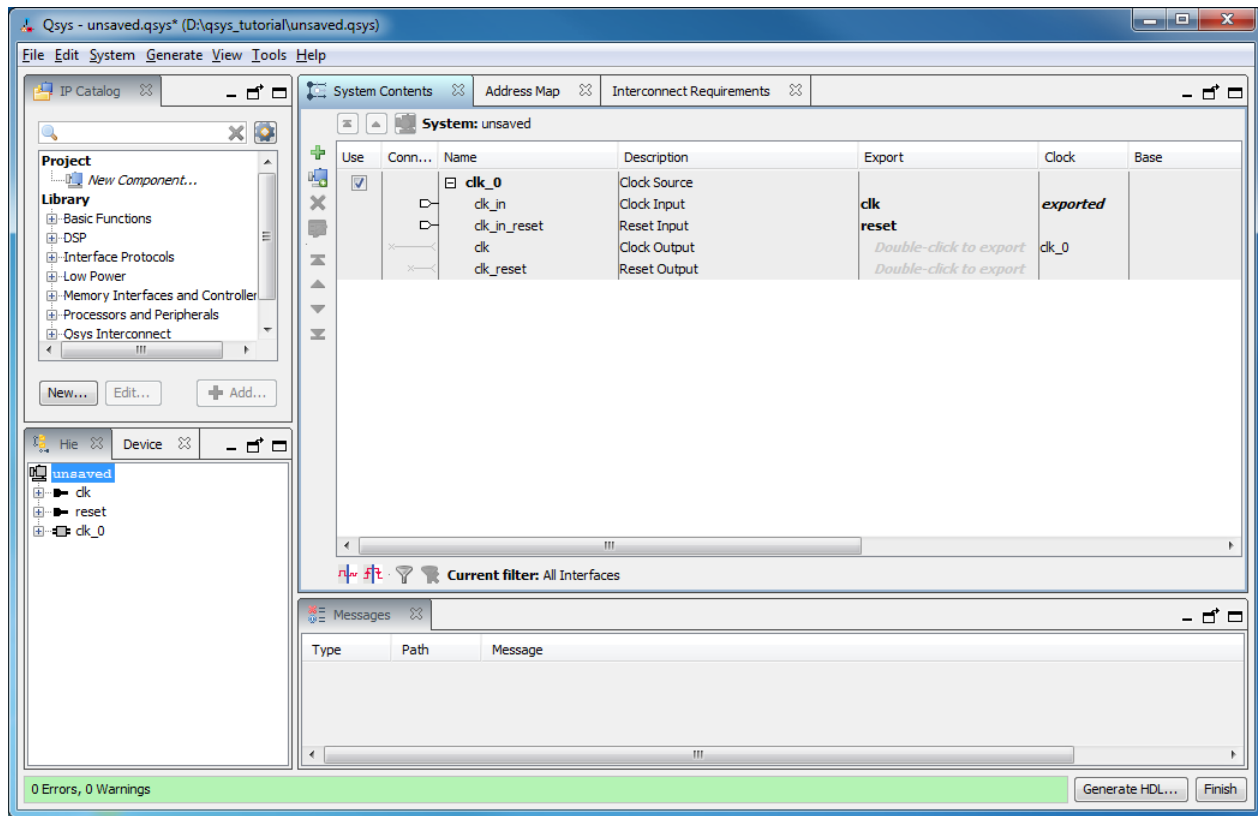 Qsys - unsaved.qsys* (D:\qsys_tutorial\unsaved.qsys)
File Edit System Generate View Tools Help
IP Catalog
Project
New Component...
Library
Basic Functions
DSP
Interface Protocols
Low Power
Memory Interfaces and Controller
Processors and Peripherals
Qsys Interconnect
New... Edit... Add...
Hie Device
unsaved
clk
reset
clk_0
System Contents Address Map Interconnect Requirements
System: unsaved
Use Conn... Name Description Export Clock Base
clk_0 Clock Source
clk_in Clock Input clk exported
clk_in_reset Reset Input reset
clk Clock Output Double-click to export clk_0
clk_reset Reset Output Double-click to export
Current filter: All Interfaces
Messages
Type Path Message
0 Errors, 0 Warnings
Generate HDL... Finish